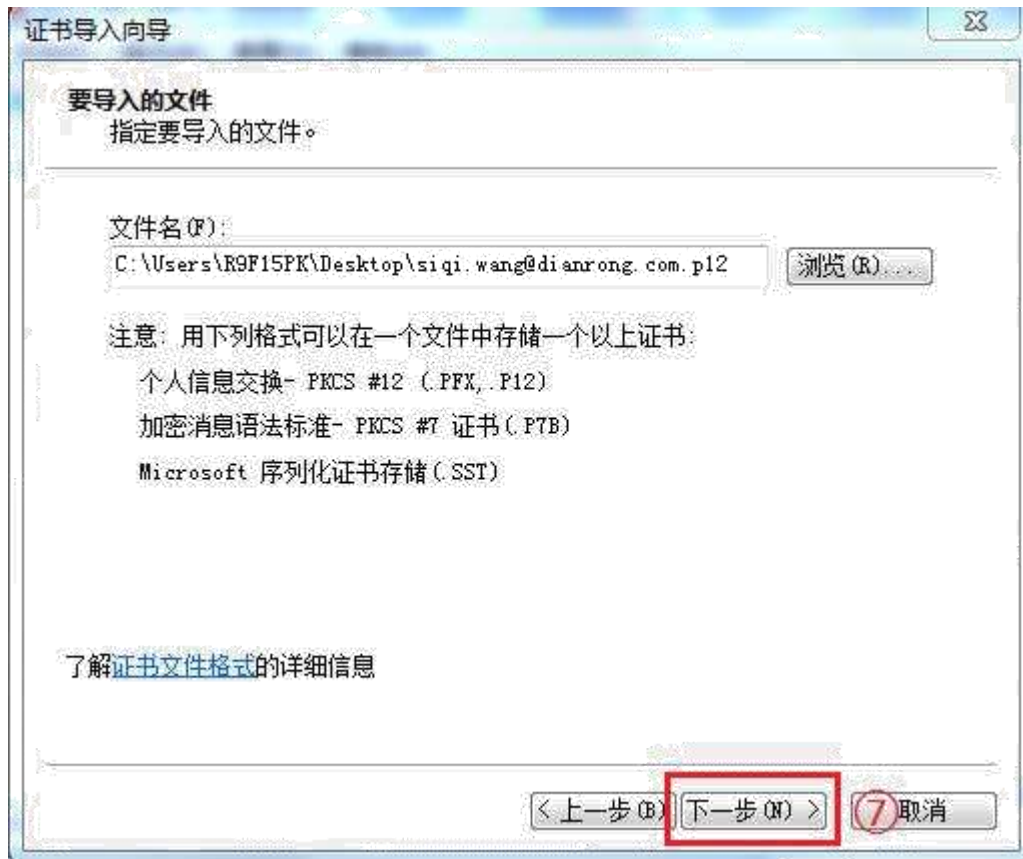 证书导入向导
要导入的文件
指定要导入的文件。
文件名(F):
C:\Users\R9F15PK\Desktop\siqi.wang@dianrong.com.p12
浏览(R)...
注意: 用下列格式可以在一个文件中存储一个以上证书:
个人信息交换- PKCS #12 (.PFX,.P12)
加密消息语法标准- PKCS #7 证书(.P7B)
Microsoft 序列化证书存储(.SST)
了解证书文件格式的详细信息
< 上一步(B) 下一步(N) > ⑦ 取消